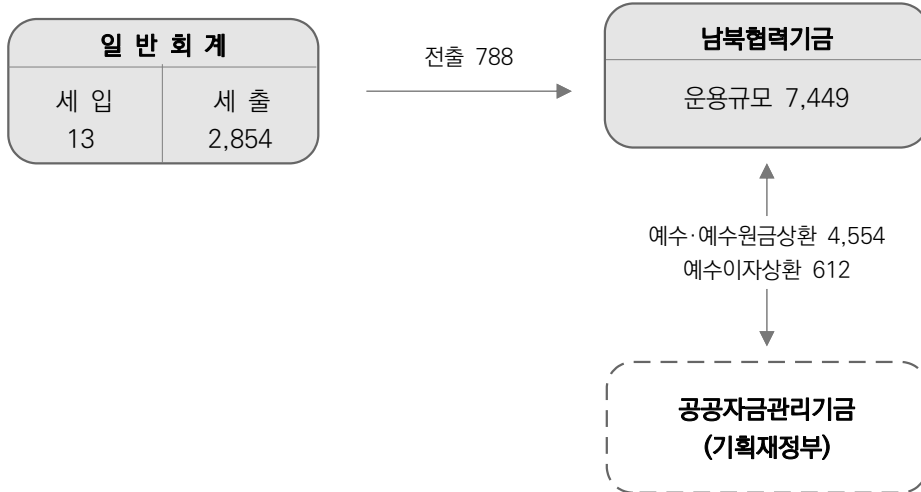 일 반 회 계
세 입 세 출
13 2,854
전출 788
남북협력기금
운용규모 7,449
예수·예수원금상환 4,554
예수이자상환 612
공공자금관리기금
(기획재정부)